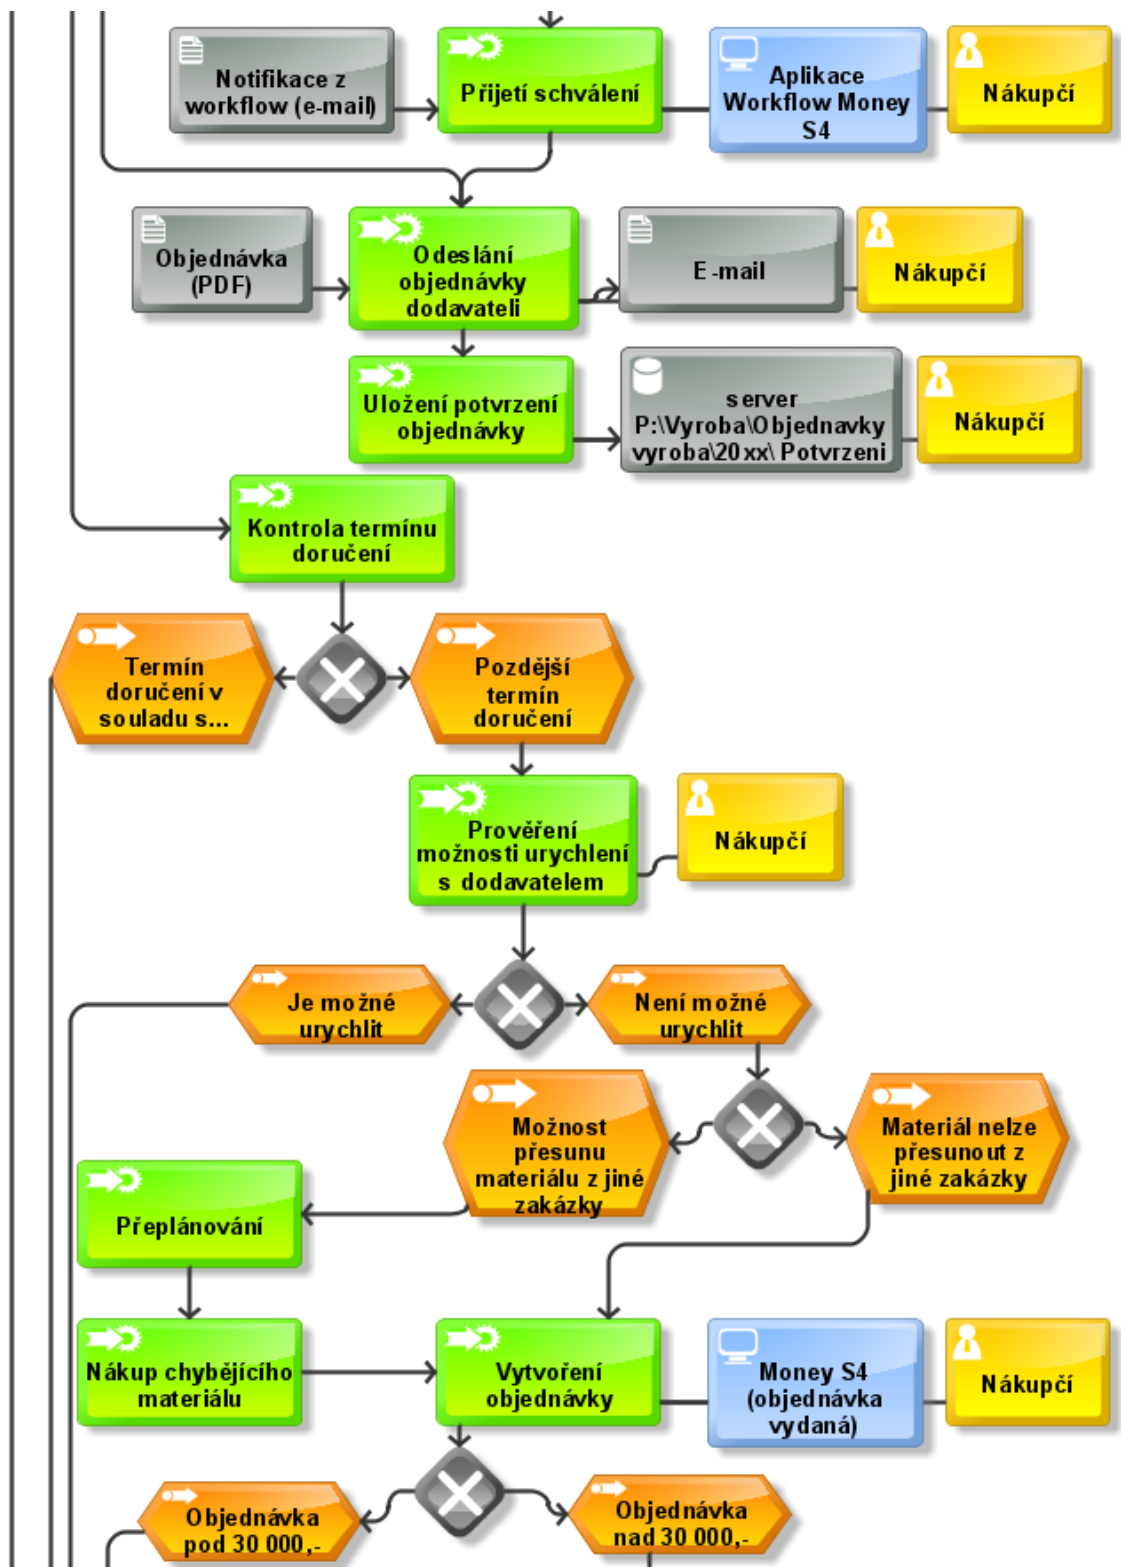 Notifikace z
workflow (e-mail)
Přijetí schválení
Aplikace
Workflow Money
S4
Nákupčí
Objednávka
(PDF)
Odeslání
objednávky
dodavateli
E-mail
Nákupčí
Uložení potvrzení
objednávky
server
P:\Vyroba\Objednavky
vyroba\20xx\ Potvrzeni
Nákupčí
Kontrola termínu
doručení
Termín
doručení v
souladu s...
Pozdější
termín
doručení
Prověření
možnosti urychlení
s dodavatelem
Nákupčí
Je možné
urychlit
Není možné
urychlit
Možnost
přesunu
materiálu z jiné
zakázky
Materiál nelze
přesunout z
jiné zakázky
Přeplánování
Nákup chybějícího
materiálu
Vytvoření
objednávky
Money S4
(objednávka
vydaná)
Nákupčí
Objednávka
pod 30 000,-
Objednávka
nad 30 000,-